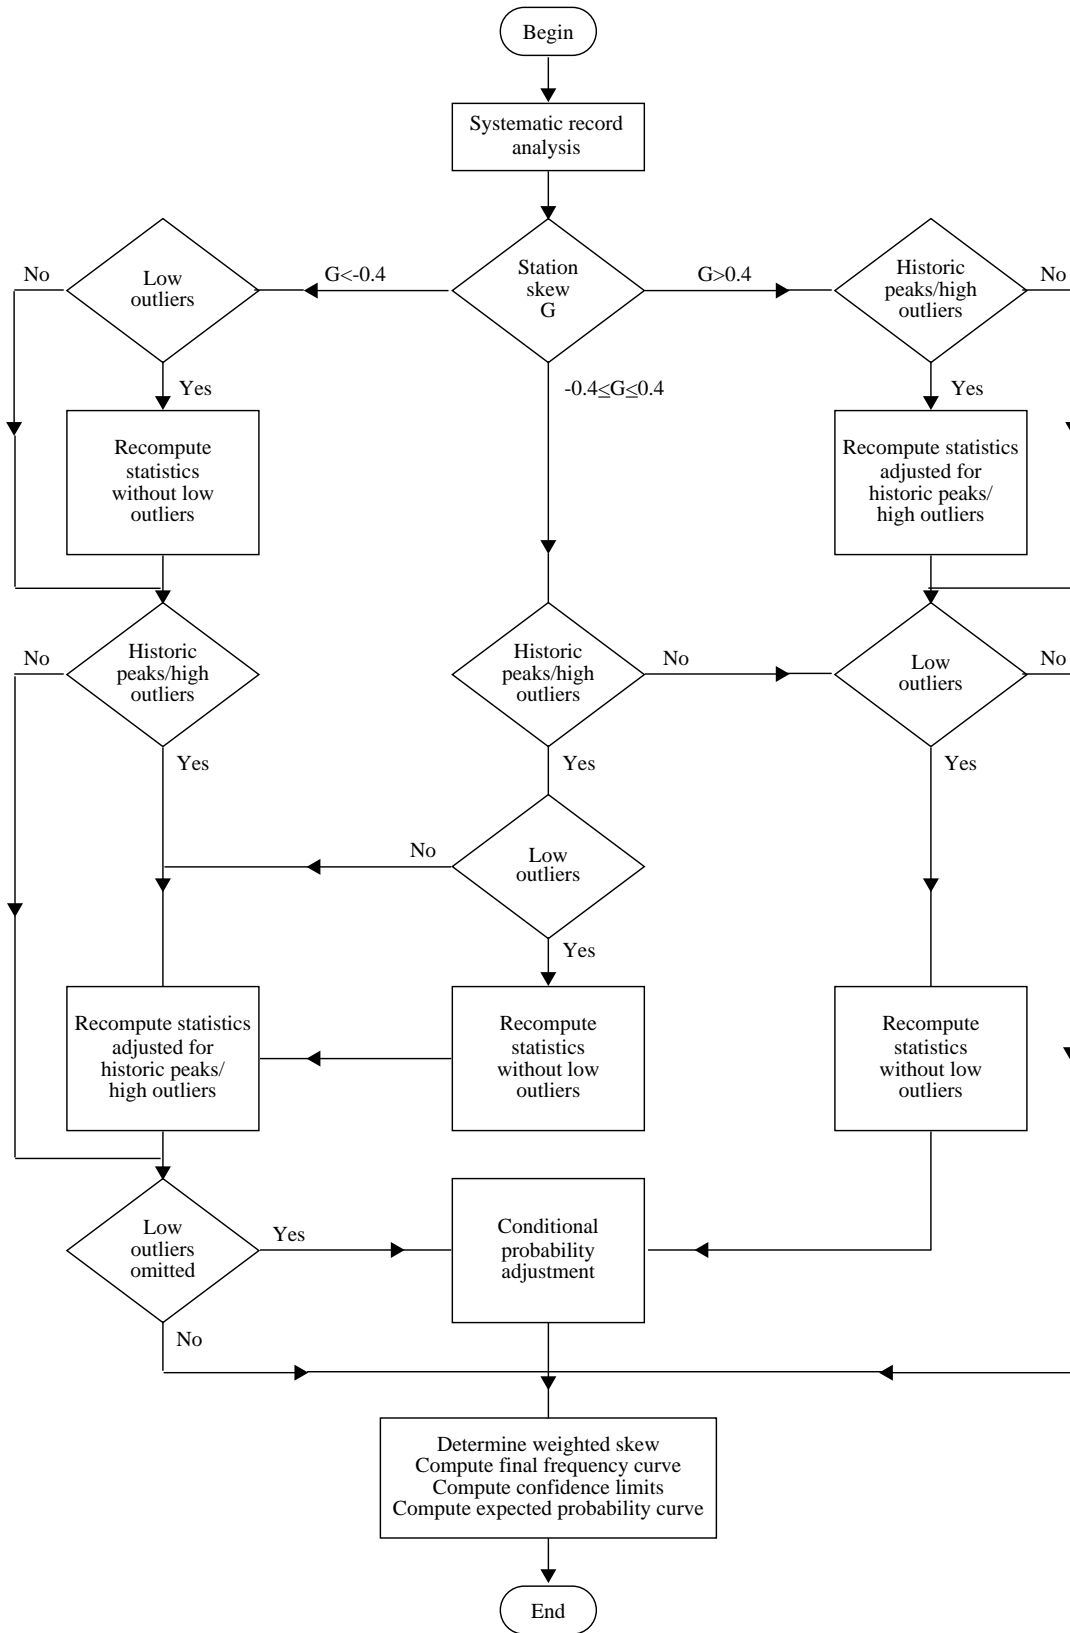 Begin
Systematic record
analysis
No
Low
outliers
G<-0.4
Station
skew
G
G>0.4
Historic
peaks/high
outliers
No
Yes
-0.4≤G≤0.4
Yes
Recompute
statistics
without low
outliers
Recompute statistics
adjusted for
historic peaks/
high outliers
No
Historic
peaks/high
outliers
Historic
peaks/high
outliers
No
Low
outliers
No
Yes
Yes
Yes
No
Low
outliers
Yes
Recompute statistics
adjusted for
historic peaks/
high outliers
Recompute
statistics
without low
outliers
Recompute
statistics
without low
outliers
Low
outliers
omitted
Yes
Conditional
probability
adjustment
No
Determine weighted skew
Compute final frequency curve
Compute confidence limits
Compute expected probability curve
End